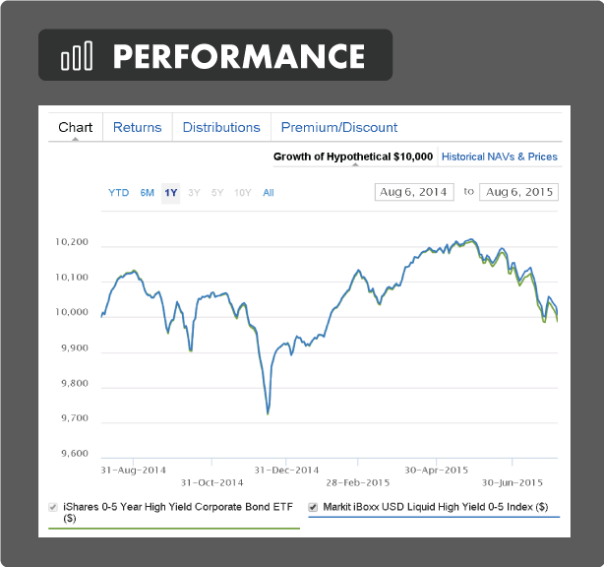 PERFORMANCE
Chart Returns Distributions Premium/Discount
Growth of Hypothetical $10,000 Historical NAVs & Prices
YTD 6M 1Y 3Y 5Y 10Y All Aug 6, 2014 to Aug 6, 2015
10,200
10,100
10,000
9,900
9,800
9,700
9,600
31-Aug-2014 31-Dec-2014 30-Apr-2015
31-Oct-2014 28-Feb-2015 30-Jun-2015
iShares 0-5 Year High Yield Corporate Bond ETF Markit iBoxx USD Liquid High Yield 0-5 Index ($)
($)